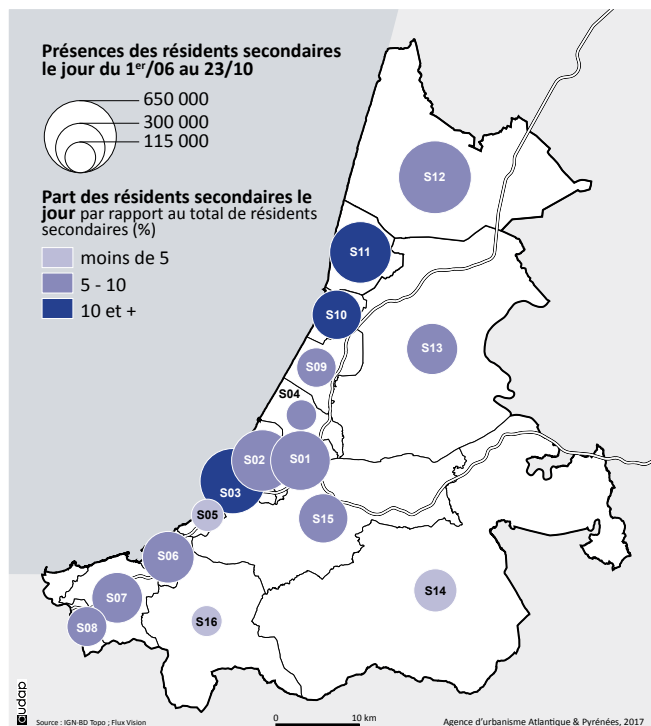 Présences des résidents secondaires
le jour du 1er/06 au 23/10
650 000
300 000
115 000
Part des résidents secondaires le
jour par rapport au total de résidents
secondaires (%)
moins de 5
5 - 10
10 et +
S12
S11
S10
S13
S09
S04
S02
S01
S03
S05
S15
S06
S14
S07
S16
S08
audap
Source : IGN-BD Topo ; Flux Vision
0
10 km
Agence d'urbanisme Atlantique & Pyrénées, 2017